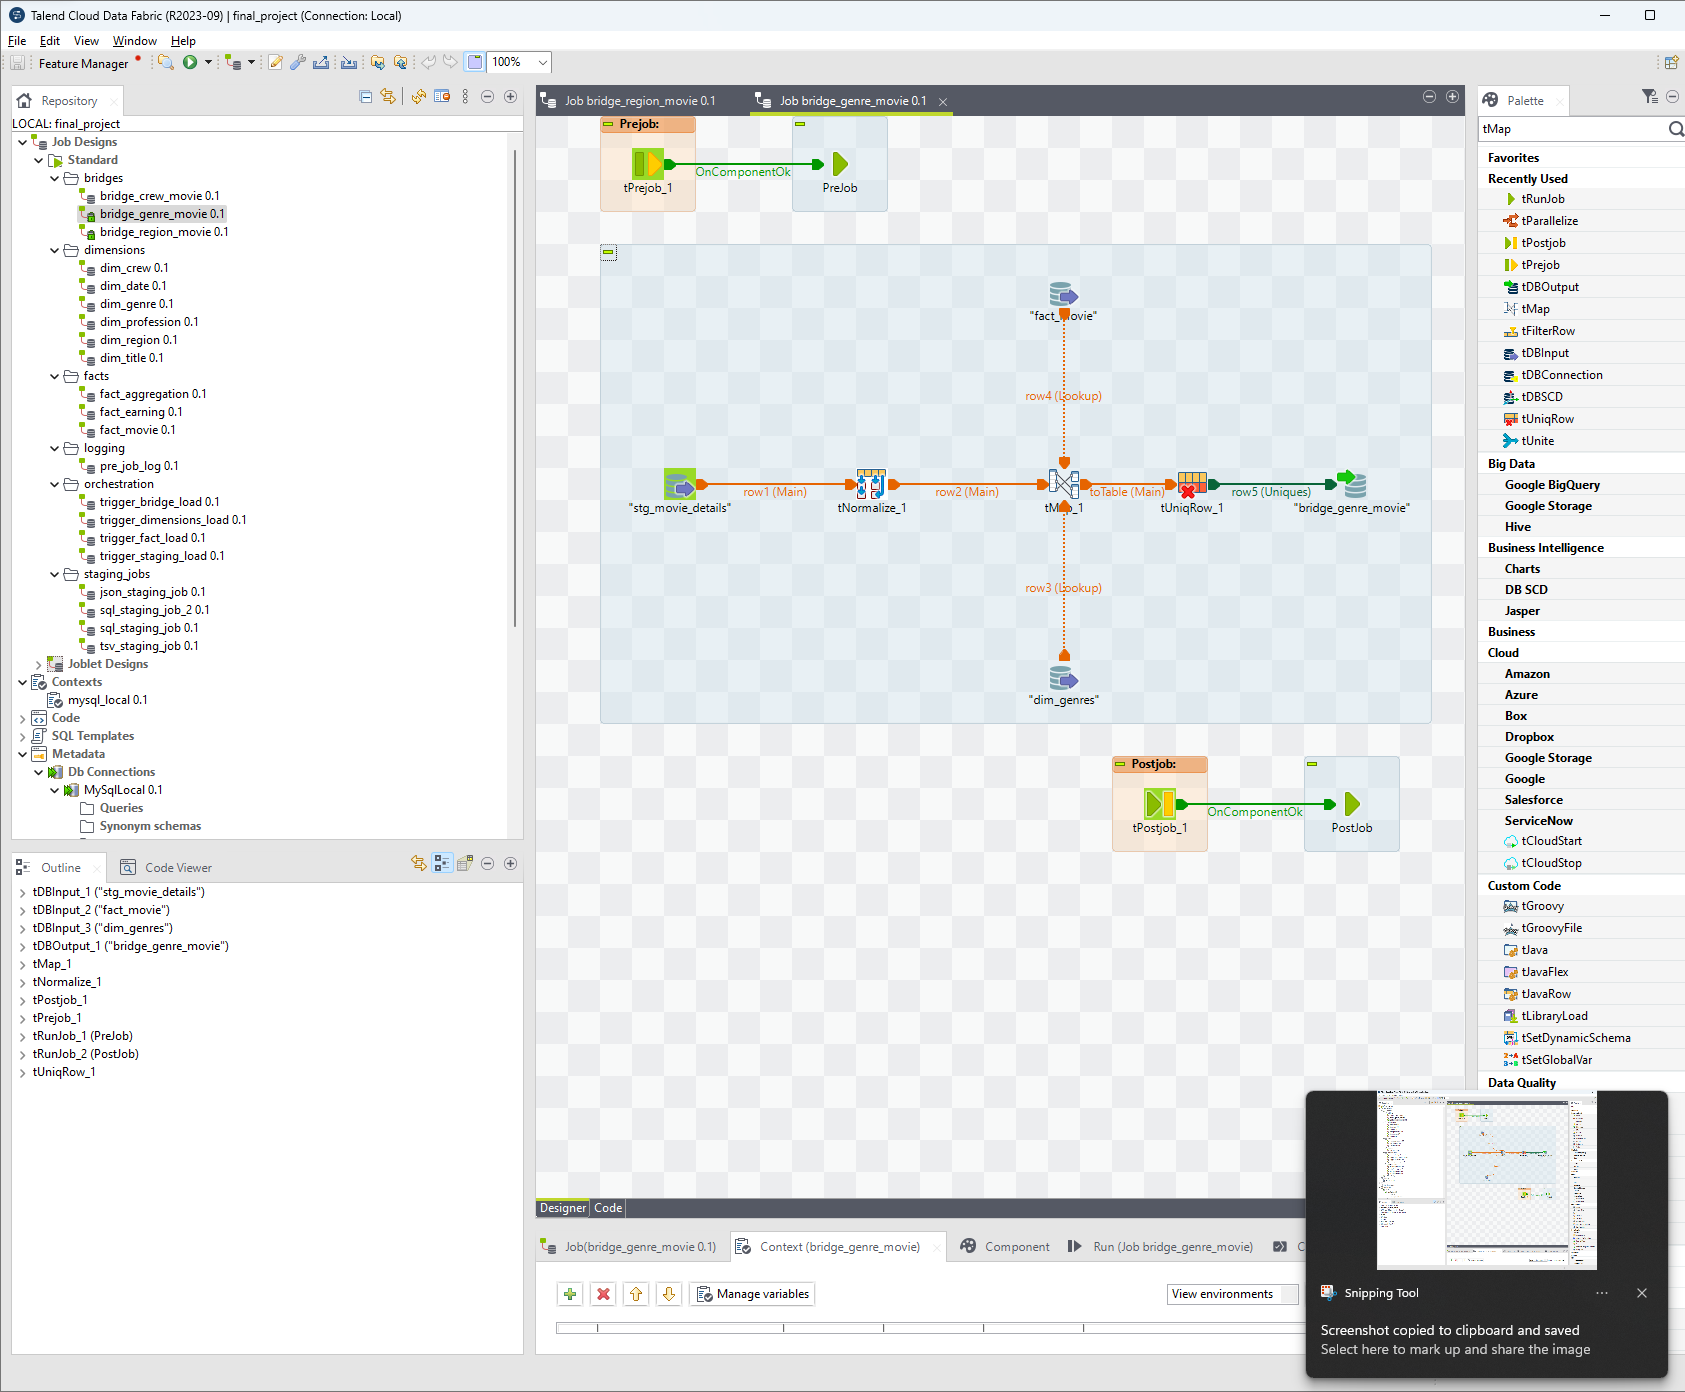 Talend Cloud Data Fabric (R2023-09) | final_project (Connection: Local)
File Edit View Window Help
Feature Manager
100%
Repository
LOCAL: final_project
Job Designs
Standard
bridges
bridge_crew_movie 0.1
bridge_genre_movie 0.1
bridge_region_movie 0.1
dimensions
dim_crew 0.1
dim_date 0.1
dim_genre 0.1
dim_profession 0.1
dim_region 0.1
dim_title 0.1
facts
fact_aggregation 0.1
fact_earning 0.1
fact_movie 0.1
logging
pre_job_log 0.1
orchestration
trigger_bridge_load 0.1
trigger_dimensions_load 0.1
trigger_fact_load 0.1
trigger_staging_load 0.1
staging_jobs
json_staging_job 0.1
sql_staging_job_2 0.1
sql_staging_job 0.1
tsv_staging_job 0.1
Joblet Designs
Contexts
mysql_local 0.1
Code
SQL Templates
Metadata
Db Connections
MySqlLocal 0.1
Queries
Synonym schemas
Outline
Code Viewer
tDBInput_1 ("stg_movie_details")
tDBInput_2 ("fact_movie")
tDBInput_3 ("dim_genres")
tDBOutput_1 ("bridge_genre_movie")
tMap_1
tNormalize_1
tPostjob_1
tPrejob_1
tRunJob_1 (PreJob)
tRunJob_2 (PostJob)
tUniqRow_1
Job bridge_region_movie 0.1
Job bridge_genre_movie 0.1
Prejob:
OnComponentOk
tPrejob_1
PreJob
"fact_movie"
row4 (Lookup)
row1 (Main)
row2 (Main)
toTable (Main)
row5 (Uniques)
"stg_movie_details"
tNormalize_1
tMap_1
tUniqRow_1
"bridge_genre_movie"
row3 (Lookup)
"dim_genres"
Postjob:
OnComponentOk
tPostjob_1
PostJob
Designer
Code
Job(bridge_genre_movie 0.1)
Context (bridge_genre_movie)
Component
Run (Job bridge_genre_movie)
C
Manage variables
View environments
Palette
tMap
Favorites
Recently Used
tRunJob
tParallelize
tPostjob
tPrejob
tDBOutput
tMap
tFilterRow
tDBInput
tDBConnection
tDBSCD
tUniqRow
tUnite
Big Data
Google BigQuery
Google Storage
Hive
Business Intelligence
Charts
DB SCD
Jasper
Business
Cloud
Amazon
Azure
Box
Dropbox
Google Storage
Google
Salesforce
ServiceNow
tCloudStart
tCloudStop
Custom Code
tGroovy
tGroovyFile
tJava
tJavaFlex
tJavaRow
tLibraryLoad
tSetDynamicSchema
tSetGlobalVar
Data Quality
Snipping Tool
Screenshot copied to clipboard and saved
Select here to mark up and share the image